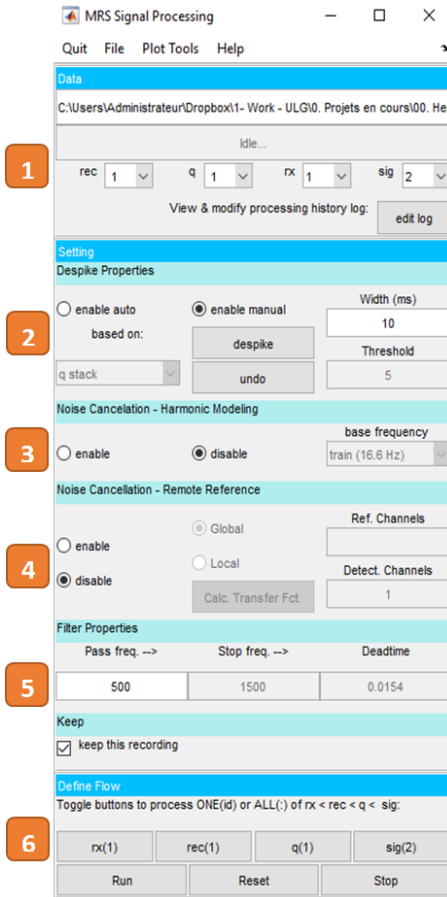 MRS Signal Processing
Quit File Plot Tools Help
Data
C:\Users\Administrateur\Dropbox\1- Work - ULG\0. Projets en cours\00. He
Idle...
1
rec 1 q 1 rx 1 sig 2
View & modify processing history log: edit log
Setting
Despike Properties
2
enable auto enable manual Width (ms)
based on: despike 10
Threshold
q stack undo 5
Noise Cancelation - Harmonic Modeling
3
base frequency
enable disable train (16.6 Hz)
Noise Cancellation - Remote Reference
4
Global Ref. Channels
enable
Local
disable Detect. Channels
Calc. Transfer Fct. 1
Filter Properties
Pass freq. --> Stop freq. --> Deadtime
5
500 1500 0.0154
Keep
keep this recording
Define Flow
Toggle buttons to process ONE(id) or ALL(:) of rx < rec < q < sig:
6
rx(1) rec(1) q(1) sig(2)
Run Reset Stop